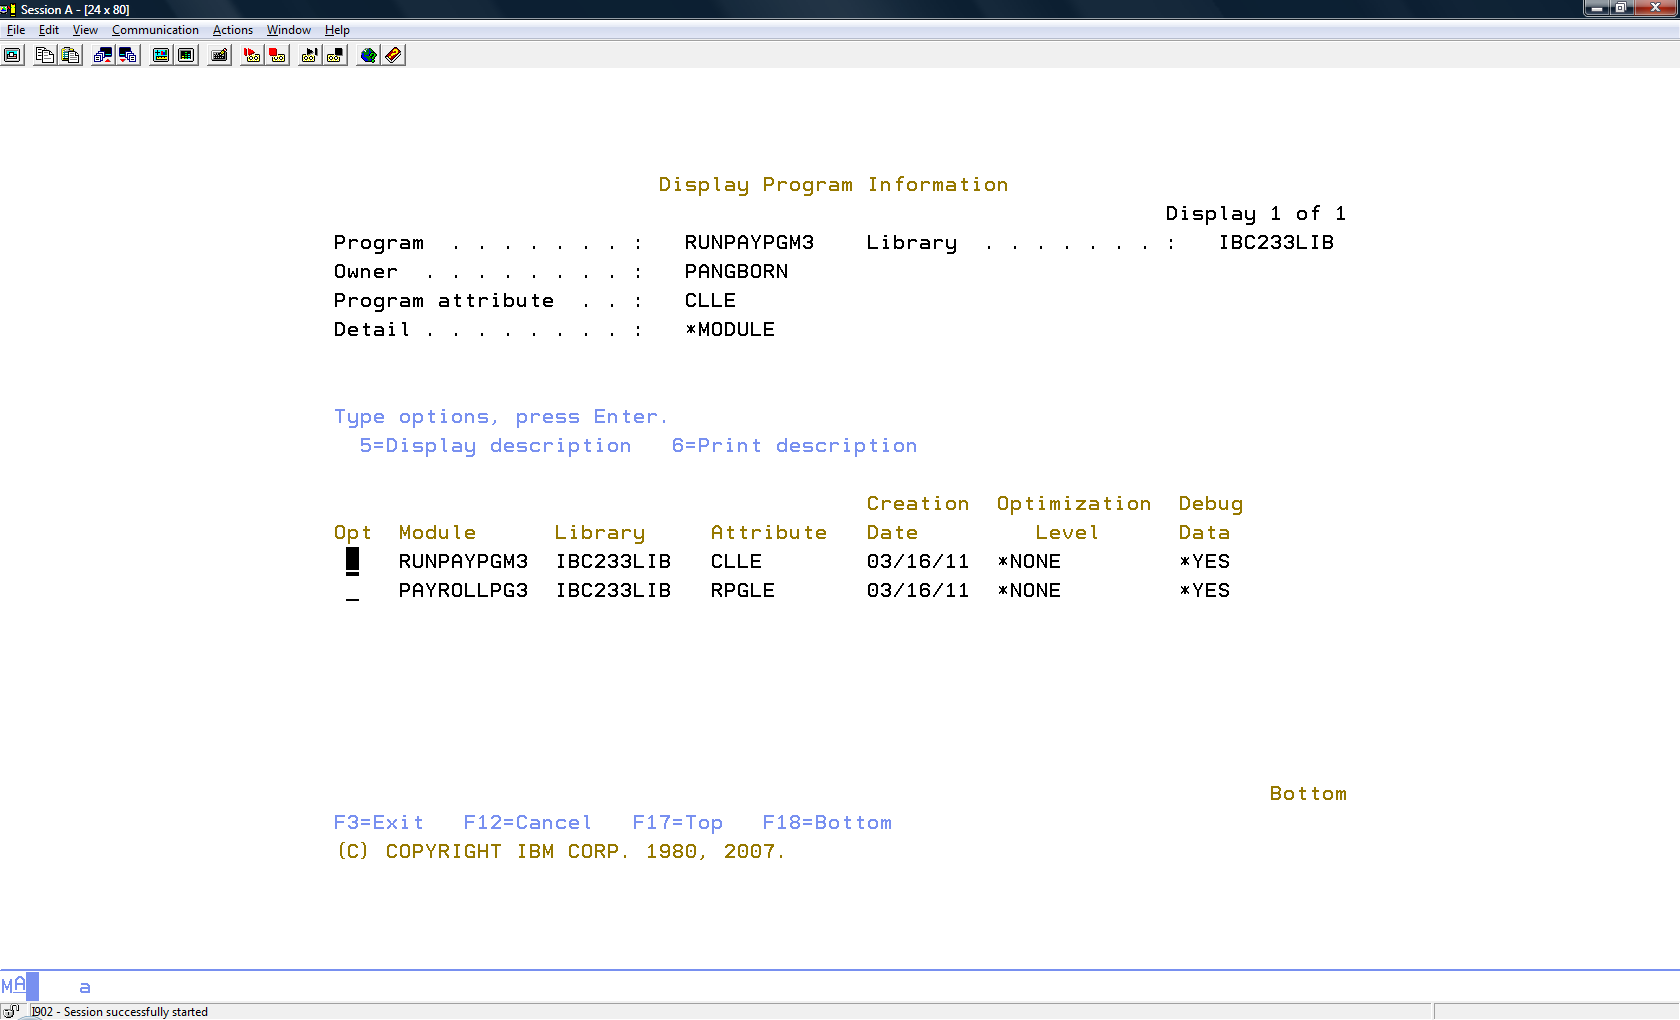 Session A - [24 x 80]
File Edit View Communication Actions Window Help
Display Program Information
Display 1 of 1
Program . . . . . . . : RUNPAYPGM3 Library . . . . . . . : IBC233LIB
Owner . . . . . . . . : PANGBORN
Program attribute . . : CLLE
Detail . . . . . . . . : *MODULE
Type options, press Enter.
5=Display description 6=Print description
Creation Optimization Debug
Opt Module Library Attribute Date Level Data
RUNPAYPGM3 IBC233LIB CLLE 03/16/11 *NONE *YES
_ PAYROLLPG3 IBC233LIB RPGLE 03/16/11 *NONE *YES
Bottom
F3=Exit F12=Cancel F17=Top F18=Bottom
(C) COPYRIGHT IBM CORP. 1980, 2007.
MA a
I902 - Session successfully started